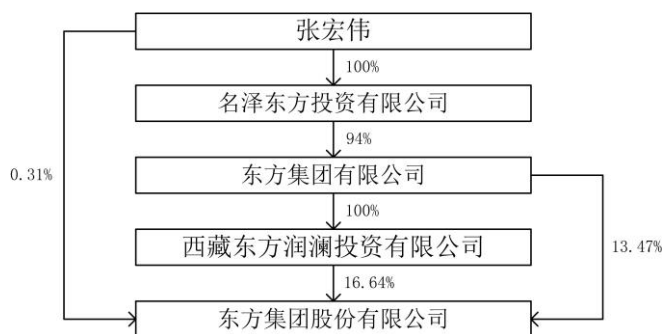 张宏伟
100%
名泽东方投资有限公司
94%
0.31%
东方集团有限公司
100%
西藏东方润澜投资有限公司
13.47%
16.64%
东方集团股份有限公司